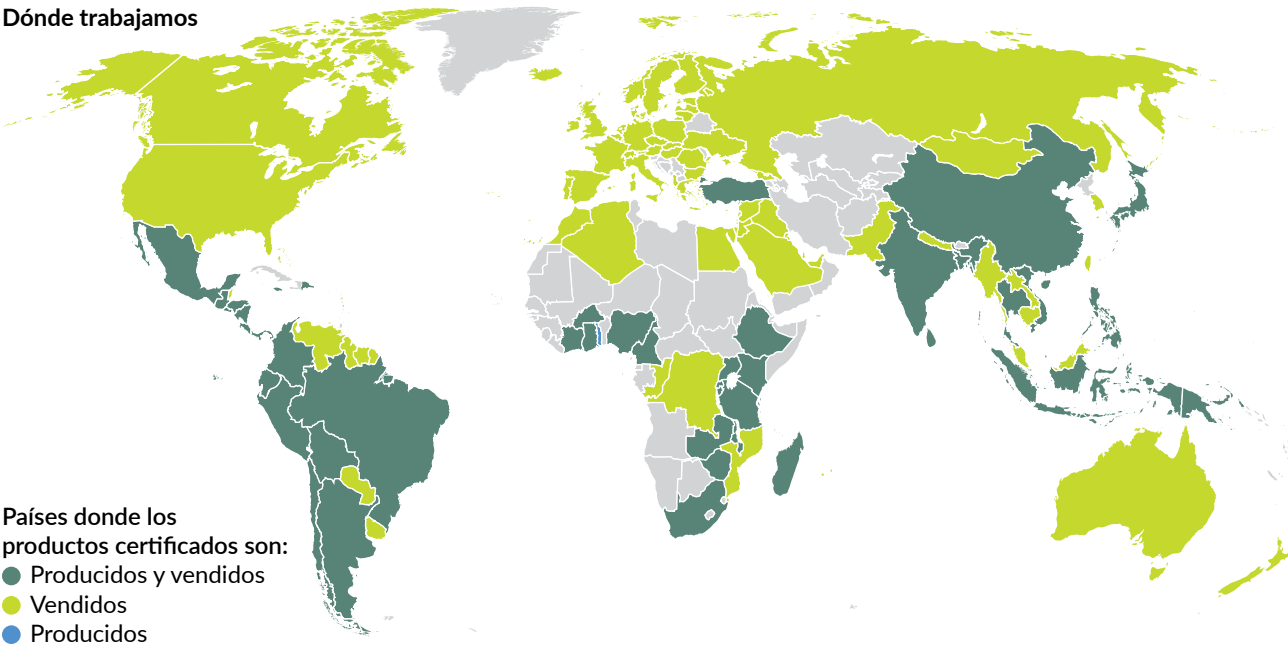 Dónde trabajamos
Países donde los
productos certificados son:
Producidos y vendidos
Vendidos
Producidos